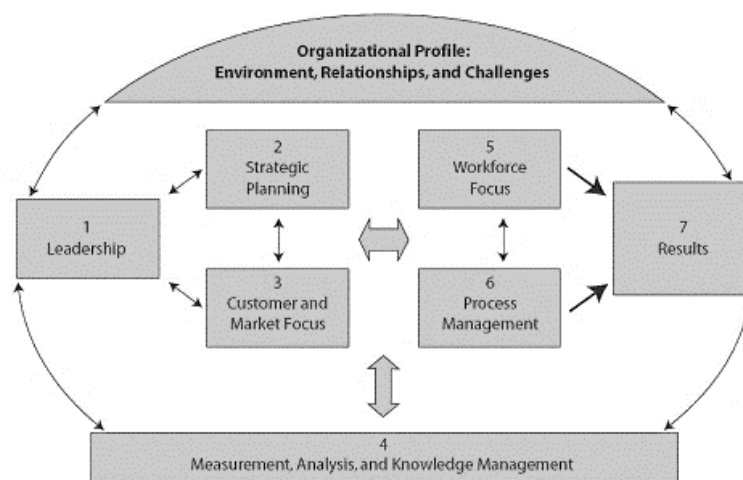 Organizational Profile:
Environment, Relationships, and Challenges
2
Strategic
Planning
5
Workforce
Focus
1
Leadership
7
Results
3
Customer and
Market Focus
6
Process
Management
4
Measurement, Analysis, and Knowledge Management